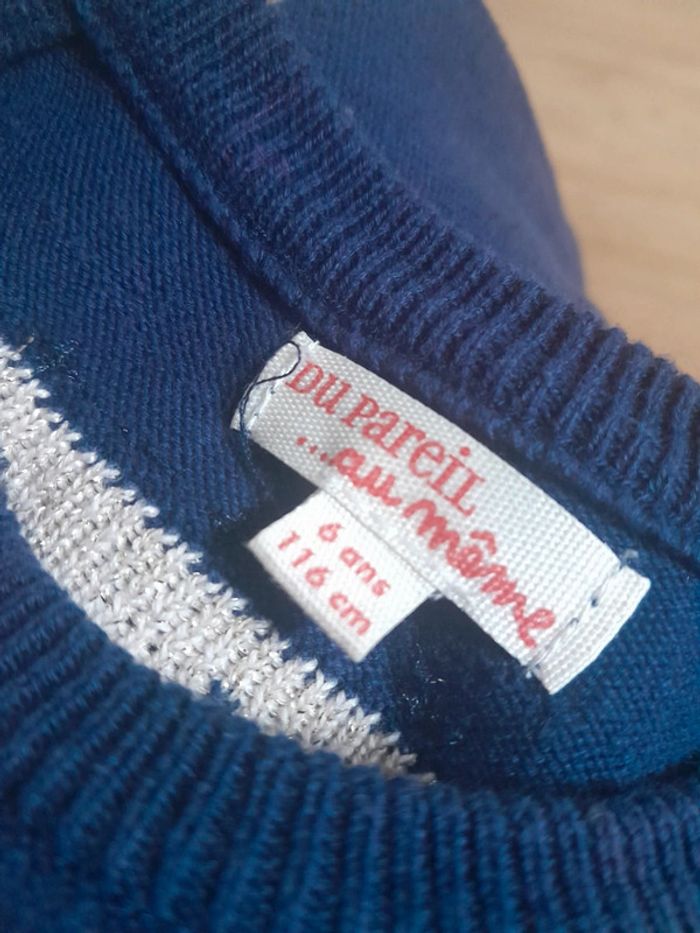 DU PAREIL
...au même
6 ans
116 cm